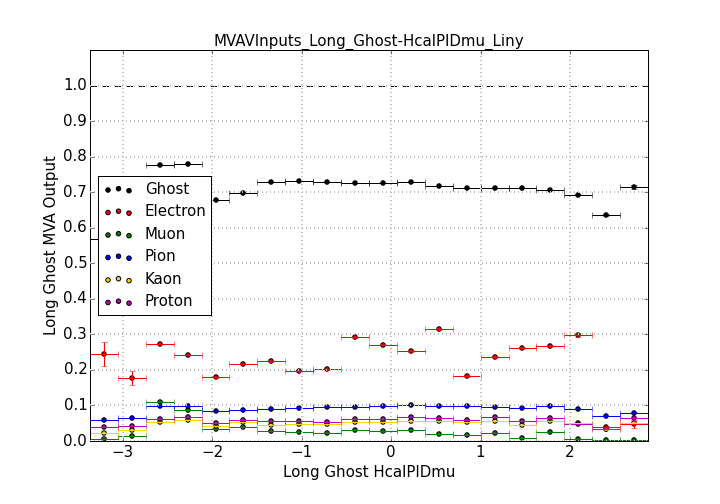 MVAVInputs_Long_Ghost-HcalPIDmu_Liny
1.0
0.9
0.8
0.7
0.6
0.5
0.4
0.3
0.2
0.1
0.0
Long Ghost MVA Output
Ghost
Electron
Muon
Pion
Kaon
Proton
−3 −2 −1 0 1 2
Long Ghost HcalPIDmu